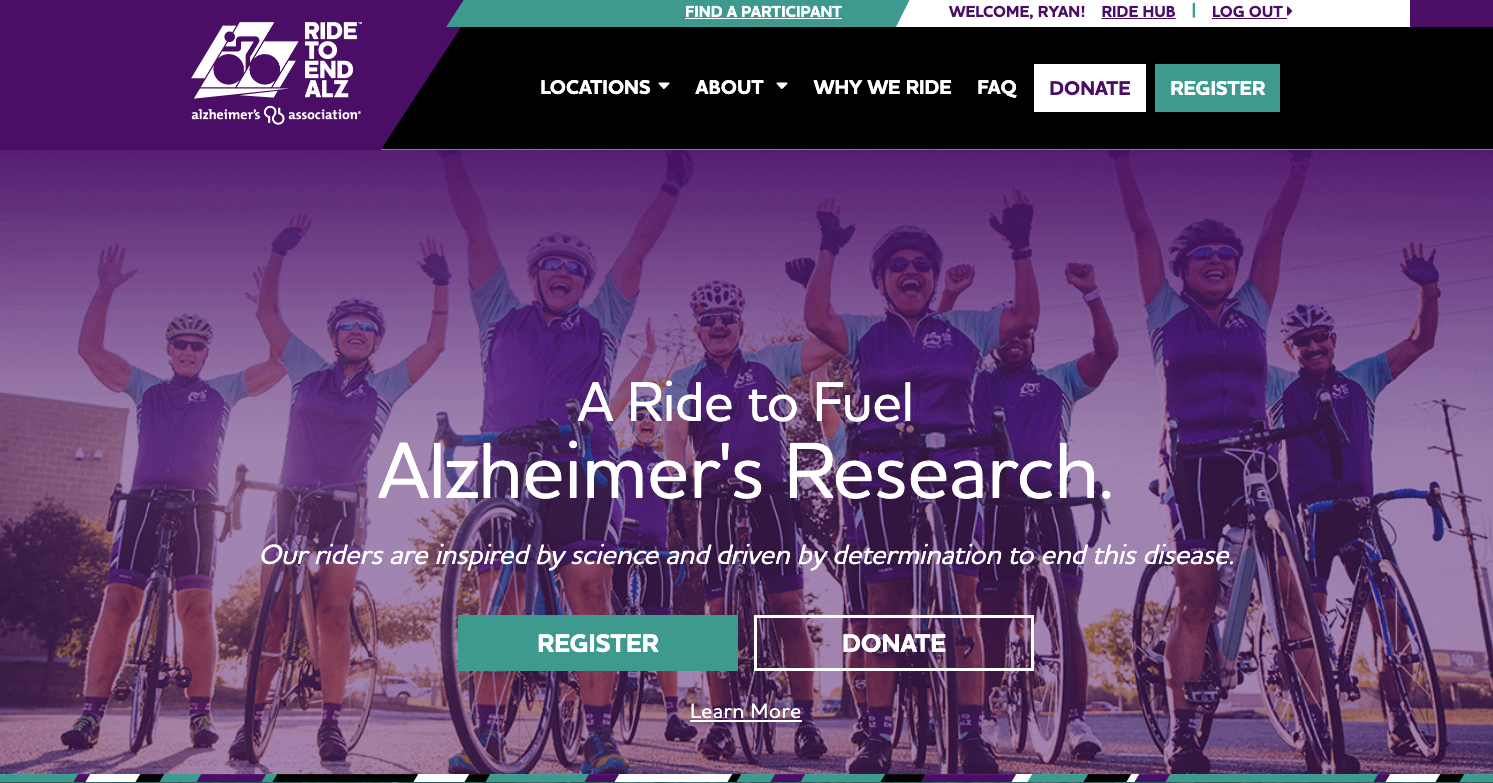 FIND A PARTICIPANT
WELCOME, RYAN! RIDE HUB | LOG OUT
RIDE
TO
END
ALZ™
alzheimer's association®
LOCATIONS ABOUT WHY WE RIDE FAQ DONATE REGISTER
A Ride to Fuel
Alzheimer's Research.
Our riders are inspired by science and driven by determination to end this disease.
REGISTER DONATE
Learn More